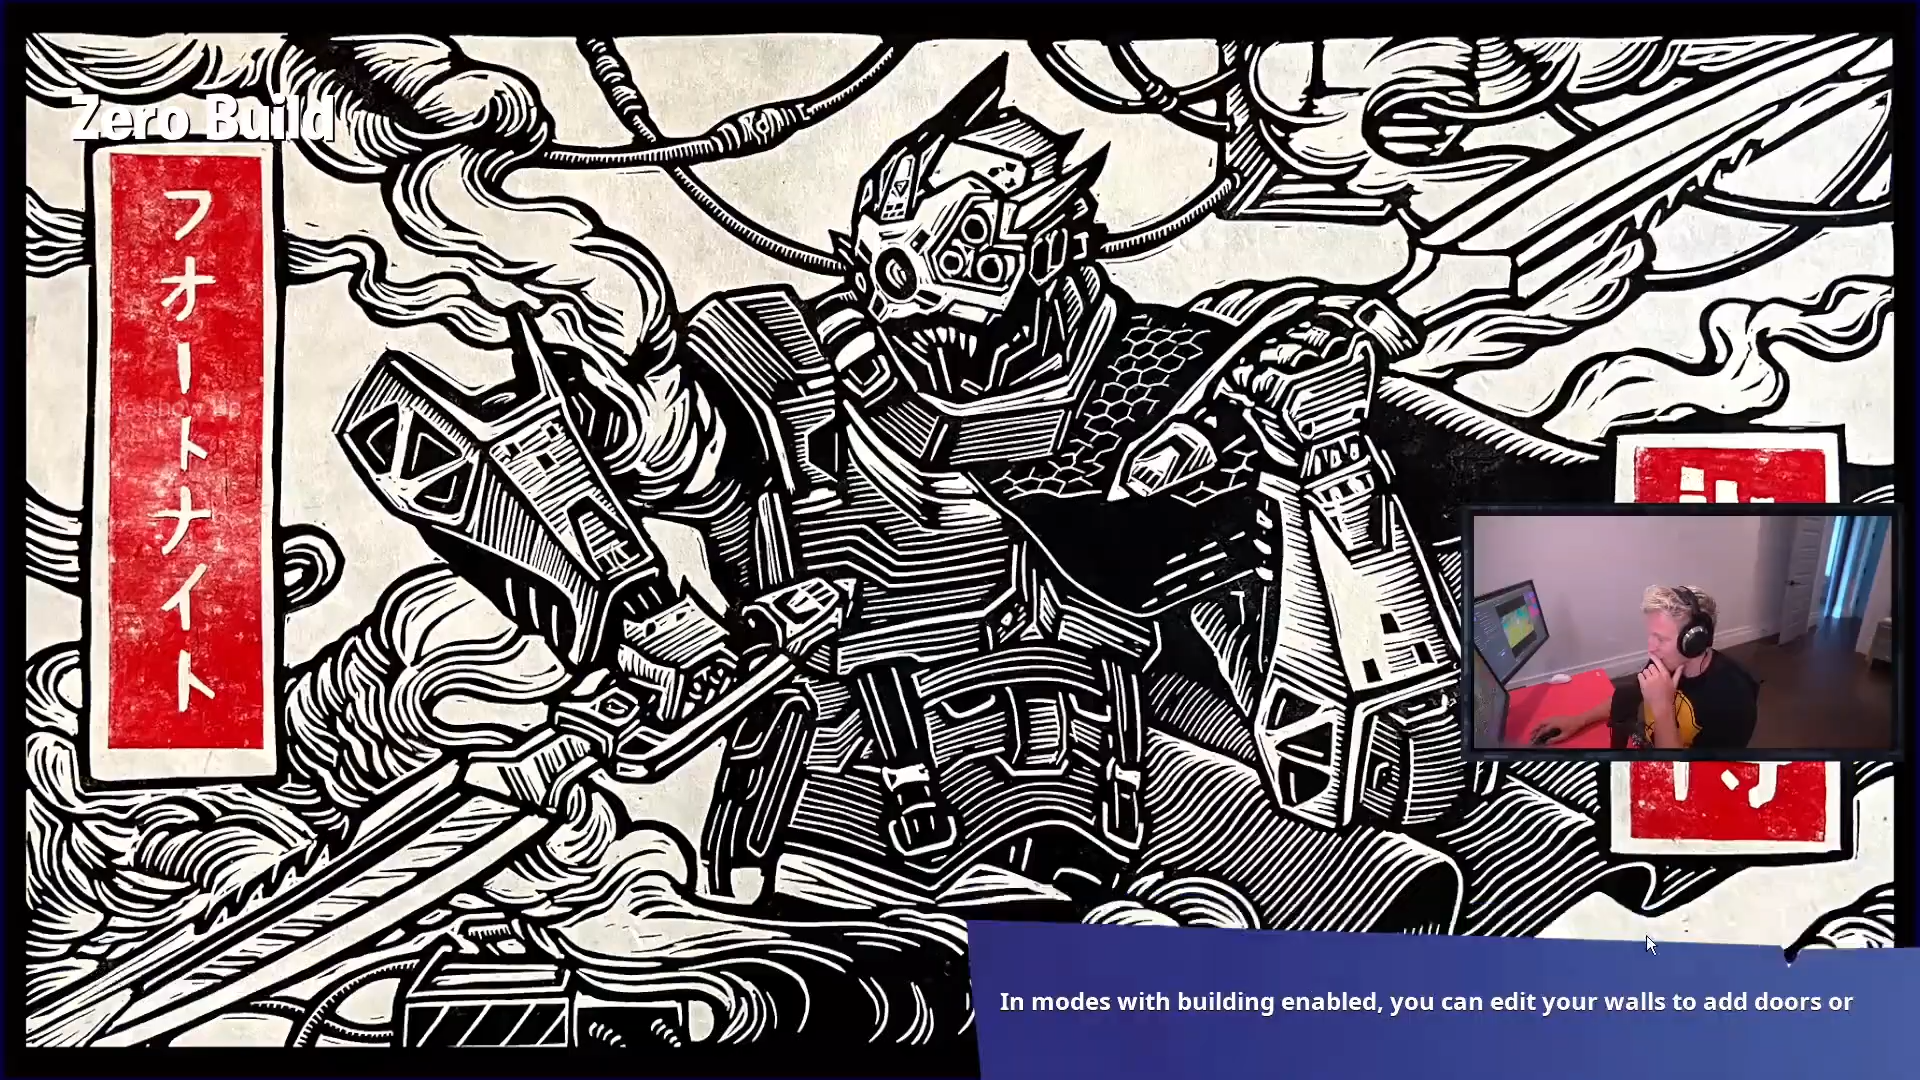 Zero Build
フォートナイト
In modes with building enabled, you can edit your walls to add doors or